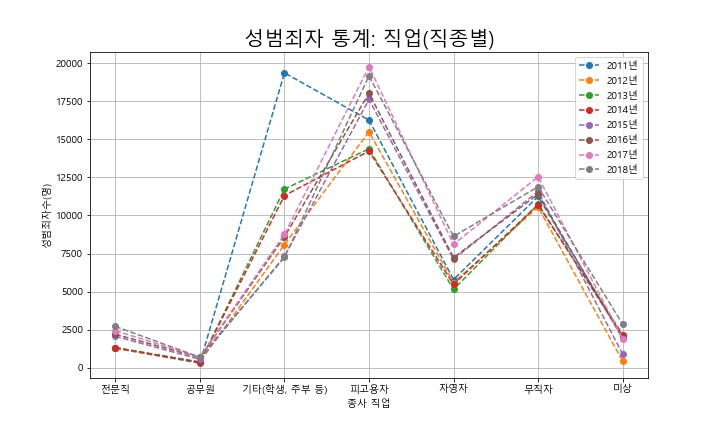 성범죄자 통계: 직업(직종별)
20000
17500
15000
12500
10000
7500
5000
2500
0
성범죄자수(명)
2011년
2012년
2013년
2014년
2015년
2016년
2017년
2018년
전문직 공무원 기타(학생, 주부 등) 피고용자 자영자 무직자 미상
종사 직업